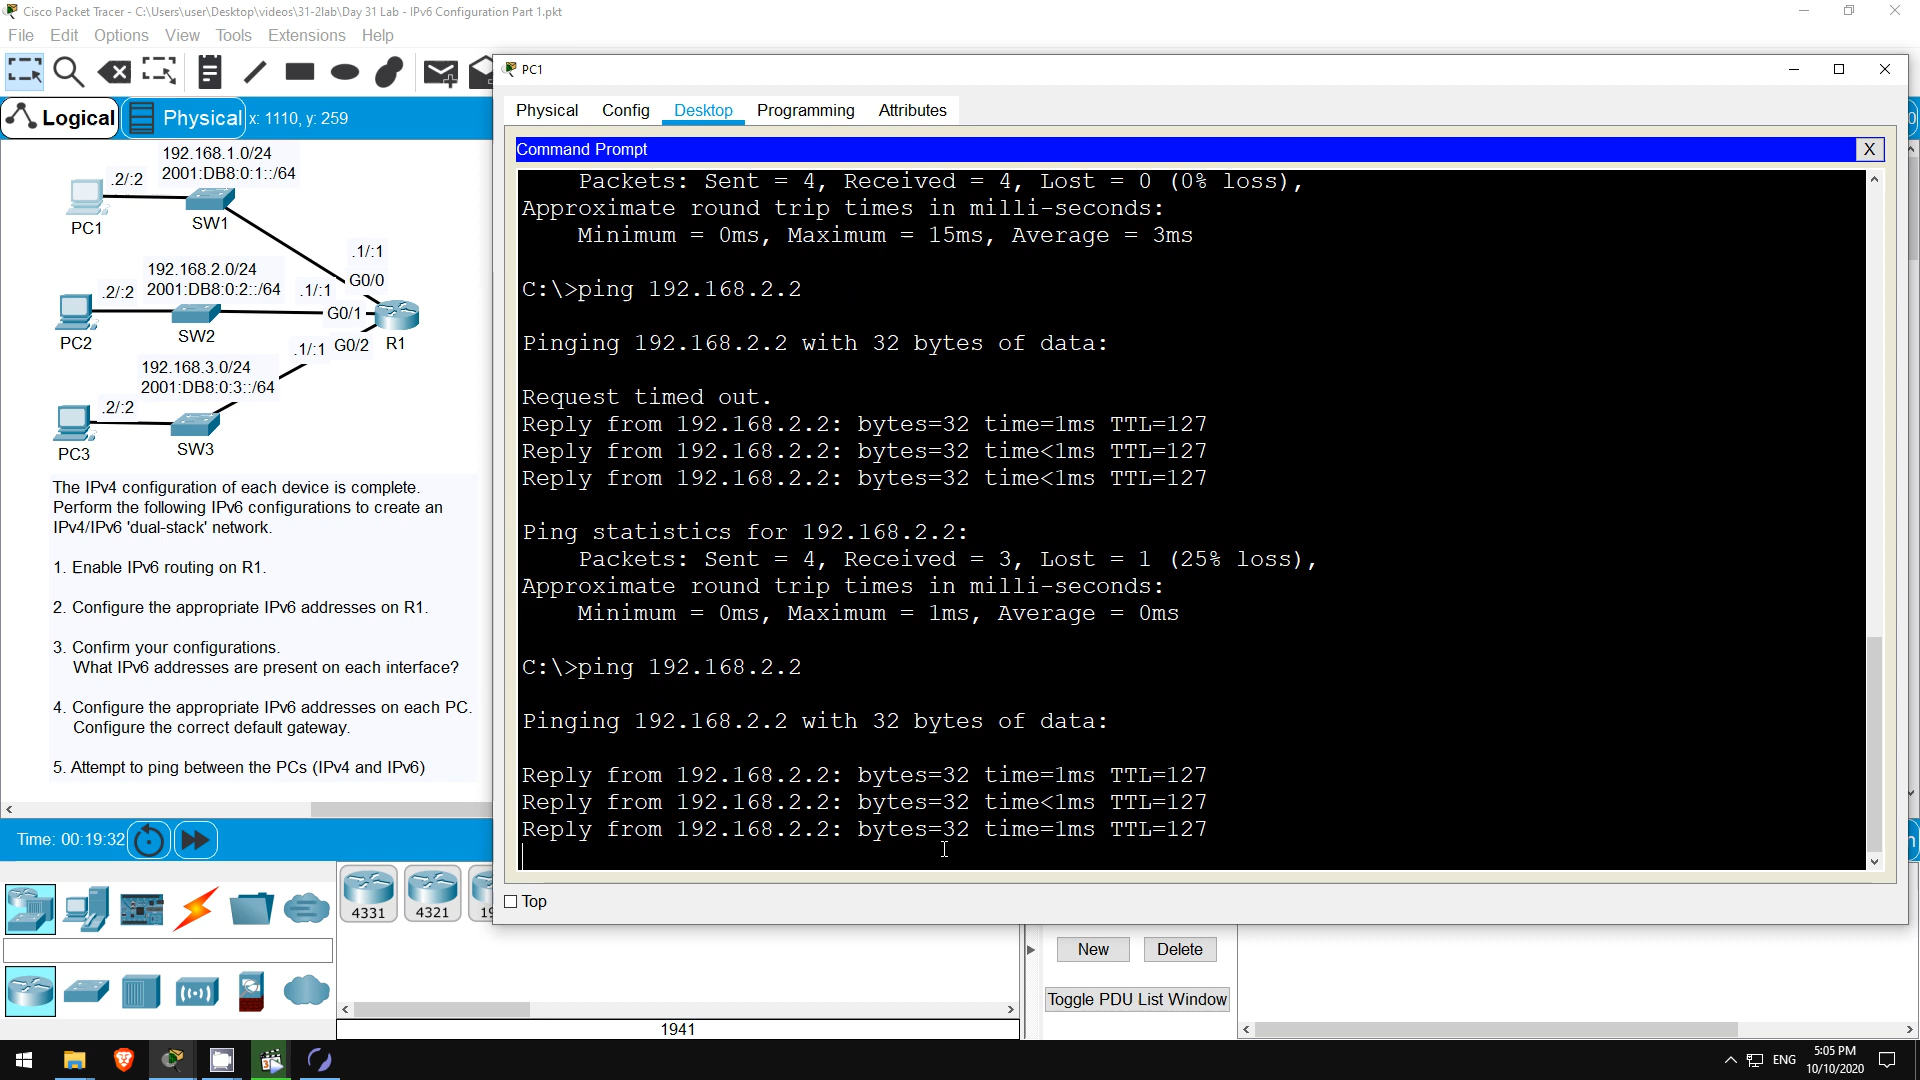 Cisco Packet Tracer - C:\Users\user\Desktop\videos\31-2lab\Day 31 Lab - IPv6 Configuration Part 1.pkt
File Edit Options View Tools Extensions Help
PC1
Physical Config Desktop Programming Attributes
Logical Physical x: 1110, y: 259
Command Prompt X
192.168.1.0/24
2001:DB8:0:1::/64
.2/:2
PC1
SW1
.1/:1
G0/0
192.168.2.0/24
2001:DB8:0:2::/64
.2/:2
.1/:1
G0/1
PC2
SW2
R1
.1/:1
G0/2
192.168.3.0/24
2001:DB8:0:3::/64
.2/:2
PC3
SW3
The IPv4 configuration of each device is complete.
Perform the following IPv6 configurations to create an
IPv4/IPv6 'dual-stack' network.
1. Enable IPv6 routing on R1.
2. Configure the appropriate IPv6 addresses on R1.
3. Confirm your configurations.
What IPv6 addresses are present on each interface?
4. Configure the appropriate IPv6 addresses on each PC.
Configure the correct default gateway.
5. Attempt to ping between the PCs (IPv4 and IPv6)
Packets: Sent = 4, Received = 4, Lost = 0 (0% loss),
Approximate round trip times in milli-seconds:
Minimum = 0ms, Maximum = 15ms, Average = 3ms
C:\>ping 192.168.2.2
Pinging 192.168.2.2 with 32 bytes of data:
Request timed out.
Reply from 192.168.2.2: bytes=32 time=1ms TTL=127
Reply from 192.168.2.2: bytes=32 time<1ms TTL=127
Reply from 192.168.2.2: bytes=32 time<1ms TTL=127
Ping statistics for 192.168.2.2:
Packets: Sent = 4, Received = 3, Lost = 1 (25% loss),
Approximate round trip times in milli-seconds:
Minimum = 0ms, Maximum = 1ms, Average = 0ms
C:\>ping 192.168.2.2
Pinging 192.168.2.2 with 32 bytes of data:
Reply from 192.168.2.2: bytes=32 time=1ms TTL=127
Reply from 192.168.2.2: bytes=32 time<1ms TTL=127
Reply from 192.168.2.2: bytes=32 time=1ms TTL=127
Top
Time: 00:19:32
4331 4321
New Delete
Toggle PDU List Window
1941
ENG
5:05 PM
10/10/2020